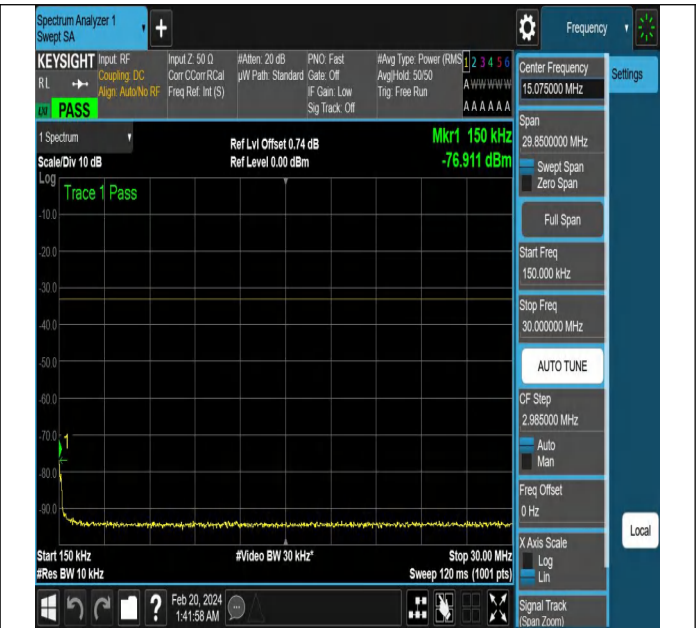 Spectrum Analyzer 1
Swept SA
Frequency
KEYSIGHT
Input: RF
Coupling: DC
Align: Auto/No RF
Input Z: 50 Ω
Corr CCorr RCal
Freq Ref: Int (S)
#Atten: 20 dB
µW Path: Standard
PNO: Fast
Gate: Off
IF Gain: Low
Sig Track: Off
#Avg Type: Power (RMS
Avg|Hold: 50/50
Trig: Free Run
1 2 3 4 5 6
A W W W W W
A A A A A A
R L
LXI
PASS
1 Spectrum
Scale/Div 10 dB
Ref Lvl Offset 0.74 dB
Ref Level 0.00 dBm
Mkr1 150 kHz
-76.911 dBm
Log
Trace 1 Pass
-10.0
-20.0
-30.0
-40.0
-50.0
-60.0
-70.0
1
-80.0
-90.0
Start 150 kHz
#Res BW 10 kHz
#Video BW 30 kHz*
Stop 30.00 MHz
Sweep 120 ms (1001 pts)
Feb 20, 2024
1:41:58 AM
?
Center Frequency
15.075000 MHz
Settings
Span
29.8500000 MHz
Swept Span
Zero Span
Full Span
Start Freq
150.000 kHz
Stop Freq
30.000000 MHz
AUTO TUNE
CF Step
2.985000 MHz
Auto
Man
Freq Offset
0 Hz
X Axis Scale
Log
Lin
Local
Signal Track
(Span Zoom)